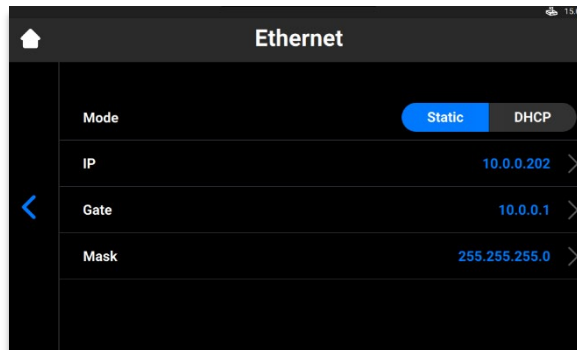 Ethernet
Mode Static DHCP
IP 10.0.0.202
Gate 10.0.0.1
Mask 255.255.255.0